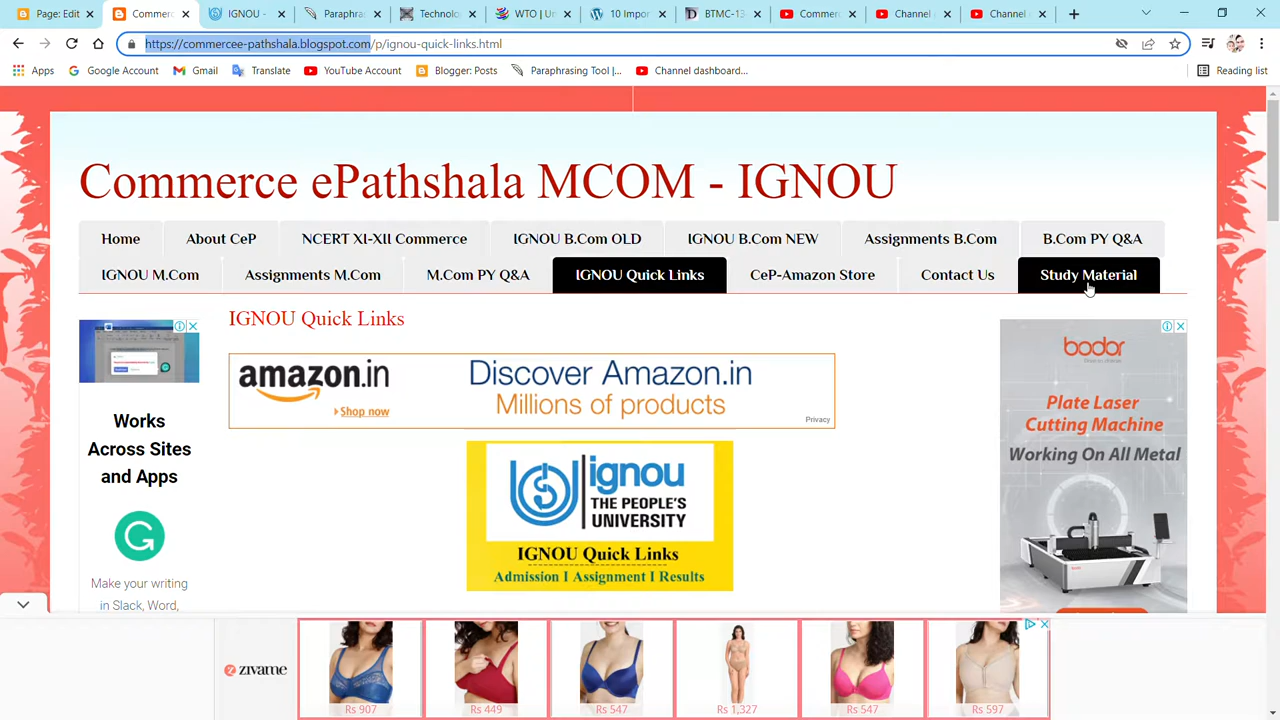 Page: Edit
Commerc
IGNOU -
Paraphras
Technolog
WTO | Un
10 Impor
BTMC-13
Commerc
Channel
Channel
https://commercee-pathshala.blogspot.com/p/ignou-quick-links.html
Apps
Google Account
Gmail
Translate
YouTube Account
Blogger: Posts
Paraphrasing Tool |...
Channel dashboard...
Reading list
Commerce ePathshala MCOM - IGNOU
Home
About CeP
NCERT XI-XII Commerce
IGNOU B.Com OLD
IGNOU B.Com NEW
Assignments B.Com
B.Com PY Q&A
IGNOU M.Com
Assignments M.Com
M.Com PY Q&A
IGNOU Quick Links
CeP-Amazon Store
Contact Us
Study Material
IGNOU Quick Links
amazon.in
Shop now
Discover Amazon.in
Millions of products
Privacy
ignou
THE PEOPLE'S
UNIVERSITY
IGNOU Quick Links
Admission I Assignment I Results
Works
Across Sites
and Apps
Make your writing
in Slack, Word,
bodor
Plate Laser
Cutting Machine
Working On All Metal
zivame
Rs 907
Rs 449
Rs 547
Rs 1,327
Rs 547
Rs 597